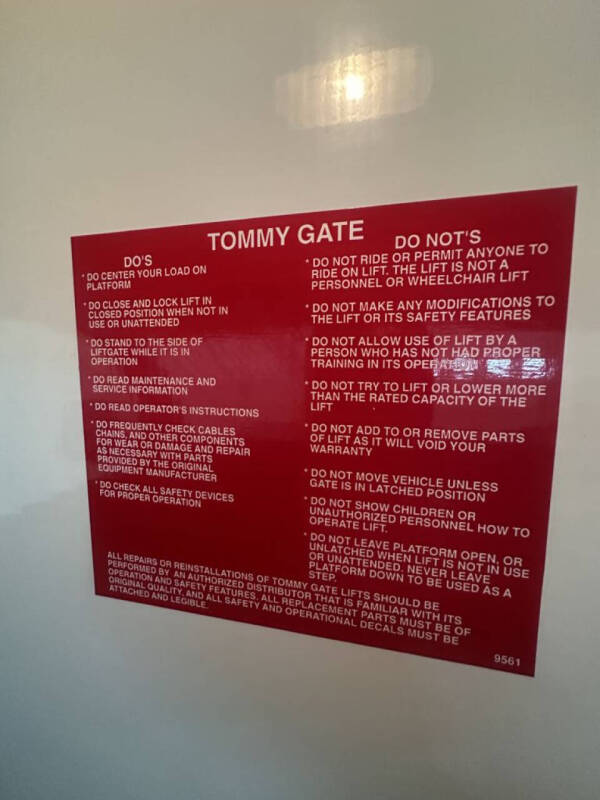 TOMMY GATE
DO'S
* DO CENTER YOUR LOAD ON
PLATFORM
* DO CLOSE AND LOCK LIFT IN
CLOSED POSITION WHEN NOT IN
USE OR UNATTENDED
* DO STAND TO THE SIDE OF
LIFTGATE WHILE IT IS IN
OPERATION
* DO READ MAINTENANCE AND
SERVICE INFORMATION
* DO READ OPERATOR'S INSTRUCTIONS
* DO FREQUENTLY CHECK CABLES
CHAINS, AND OTHER COMPONENTS
FOR WEAR OR DAMAGE AND REPAIR
AS NECESSARY WITH PARTS
PROVIDED BY THE ORIGINAL
EQUIPMENT MANUFACTURER
* DO CHECK ALL SAFETY DEVICES
FOR PROPER OPERATION
DO NOT'S
* DO NOT RIDE OR PERMIT ANYONE TO
RIDE ON LIFT. THE LIFT IS NOT A
PERSONNEL OR WHEELCHAIR LIFT
* DO NOT MAKE ANY MODIFICATIONS TO
THE LIFT OR ITS SAFETY FEATURES
* DO NOT ALLOW USE OF LIFT BY A
PERSON WHO HAS NOT HAD PROPER
TRAINING IN ITS OPERATION
* DO NOT TRY TO LIFT OR LOWER MORE
THAN THE RATED CAPACITY OF THE
LIFT
* DO NOT ADD TO OR REMOVE PARTS
OF LIFT AS IT WILL VOID YOUR
WARRANTY
* DO NOT MOVE VEHICLE UNLESS
GATE IS IN LATCHED POSITION
* DO NOT SHOW CHILDREN OR
UNAUTHORIZED PERSONNEL HOW TO
OPERATE LIFT.
* DO NOT LEAVE PLATFORM OPEN, OR
UNLATCHED WHEN LIFT IS NOT IN USE
OR UNATTENDED. NEVER LEAVE
PLATFORM DOWN TO BE USED AS A
STEP.
ALL REPAIRS OR REINSTALLATIONS OF TOMMY GATE LIFTS SHOULD BE
PERFORMED BY AN AUTHORIZED DISTRIBUTOR THAT IS FAMILIAR WITH ITS
OPERATION AND SAFETY FEATURES. ALL REPLACEMENT PARTS MUST BE OF
ORIGINAL QUALITY, AND ALL SAFETY AND OPERATIONAL DECALS MUST BE
ATTACHED AND LEGIBLE.
9561